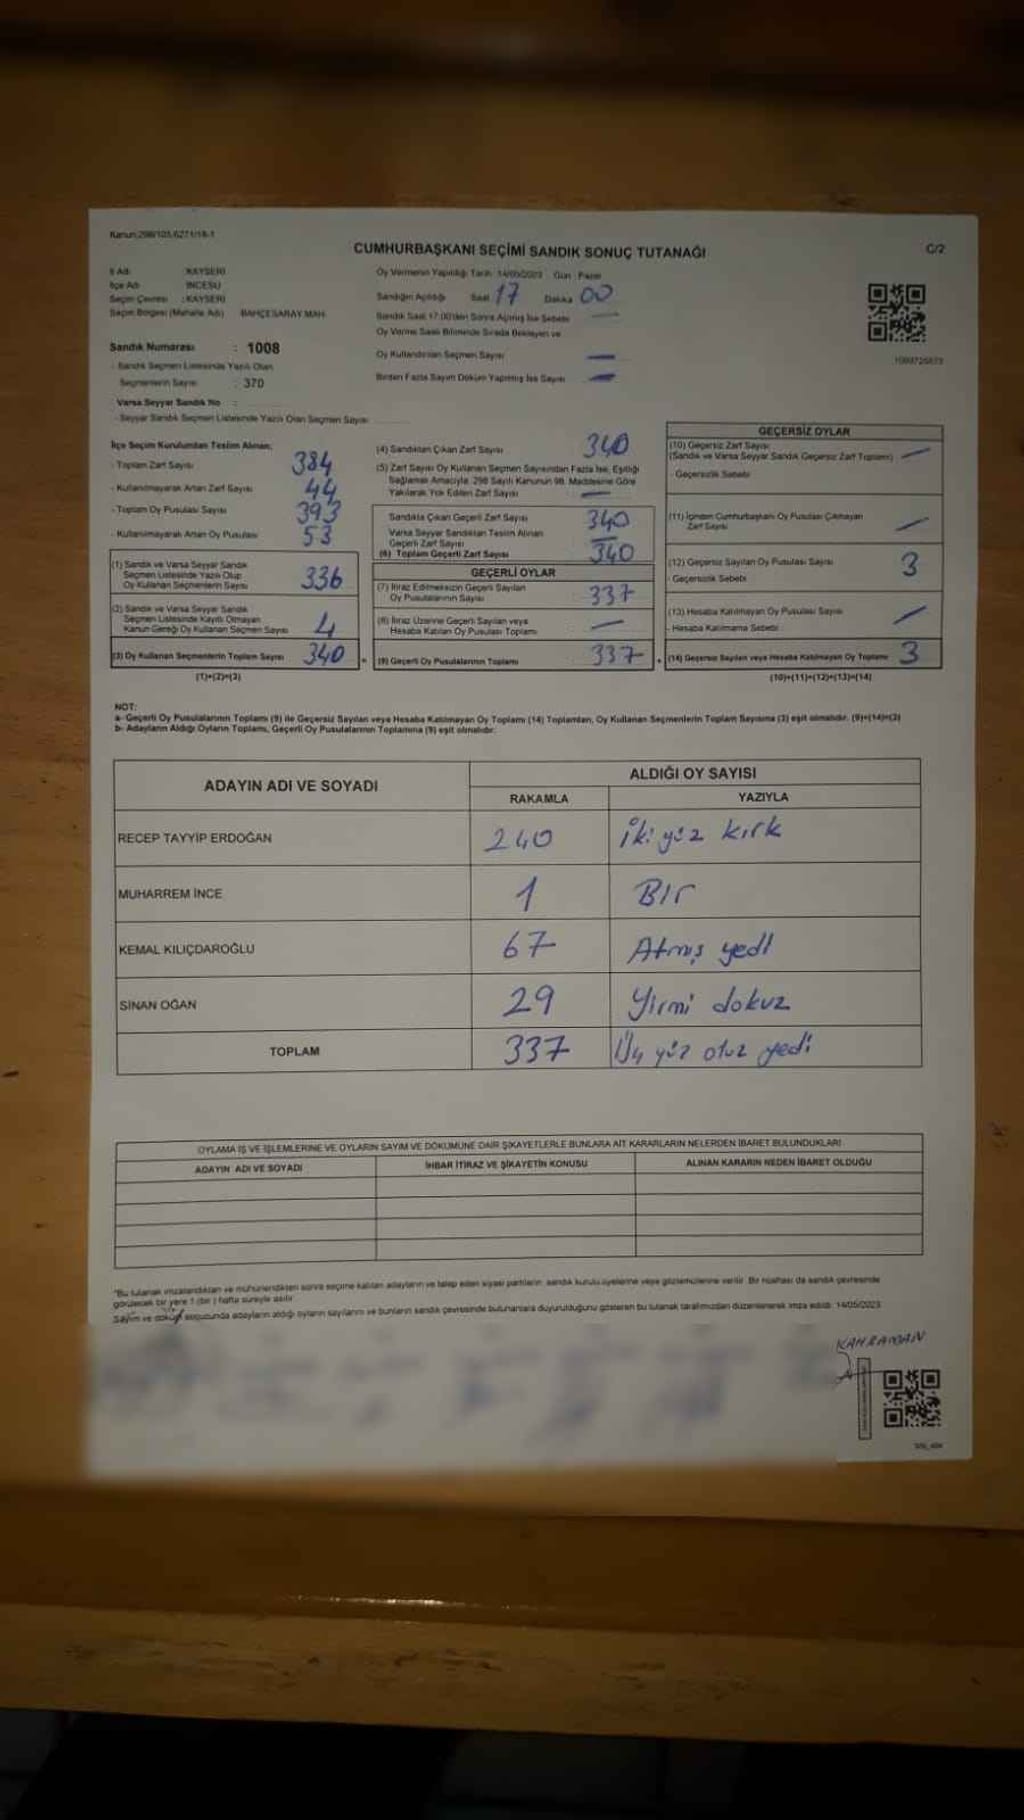 Kanun:298/105,6271/18-1
CUMHURBAŞKANI SEÇİMİ SANDIK SONUÇ TUTANAĞI
C/2
İl Adı : KAYSERİ
İlçe Adı : İNCESU
Seçim Çevresi : KAYSERİ
Seçim Bölgesi (Mahalle Adı) BAHÇESARAY MAH.
Sandık Numarası : 1008
- Sandık Seçmen Listesinde Yazılı Olan
Seçmenlerin Sayısı : 370
Varsa Seyyar Sandık No :
- Seyyar Sandık Seçmen Listesinde Yazılı Olan Seçmen Sayısı
Oy Vermenin Yapıldığı Tarih: 14/05/2023 Gün : Pazar
Sandığın Açıldığı Saat 17 Dakika 00
Sandık Saat 17:00'den Sonra Açılmış İse Sebebi —
Oy Verme Saati Bitiminde Sırada Bekleyen ve
Oy Kullandırılan Seçmen Sayısı —
Birden Fazla Sayım Döküm Yapılmış İse Sayısı —
İlçe Seçim Kurulundan Teslim Alınan;
- Toplam Zarf Sayısı 384
- Kullanılmayarak Artan Zarf Sayısı 44
- Toplam Oy Pusulası Sayısı 393
- Kullanılmayarak Artan Oy Pusulası 53
(1) Sandık ve Varsa Seyyar Sandık
Seçmen Listesinde Yazılı Olup
Oy Kullanan Seçmenlerin Sayısı 336
(2) Sandık ve Varsa Seyyar Sandık
Seçmen Listesinde Kayıtlı Olmayan
Kanun Gereği Oy Kullanan Seçmen Sayısı 4
(3) Oy Kullanan Seçmenlerin Toplam Sayısı 340
(1)+(2)=(3)
(4) Sandıktan Çıkan Zarf Sayısı 340
(5) Zarf Sayısı Oy Kullanan Seçmen Sayısından Fazla İse, Eşitliği
Sağlamak Amacıyla, 298 Sayılı Kanunun 98. Maddesine Göre
Yakılarak Yok Edilen Zarf Sayısı —
Sandıkta Çıkan Geçerli Zarf Sayısı 340
Varsa Seyyar Sandıktan Teslim Alınan
Geçerli Zarf Sayısı —
(6) Toplam Geçerli Zarf Sayısı 340
GEÇERLİ OYLAR
(7) İtiraz Edilmeksizin Geçerli Sayılan
Oy Pusulalarının Sayısı 337
(8) İtiraz Üzerine Geçerli Sayılan veya
Hesaba Katılan Oy Pusulası Toplamı —
(9) Geçerli Oy Pusulalarının Toplamı 337
GEÇERSİZ OYLAR
(10) Geçersiz Zarf Sayısı
(Sandık ve Varsa Seyyar Sandık Geçersiz Zarf Toplamı) —
- Geçersizlik Sebebi
(11) İçinden Cumhurbaşkanı Oy Pusulası Çıkmayan
Zarf Sayısı —
(12) Geçersiz Sayılan Oy Pusulası Sayısı 3
- Geçersizlik Sebebi
(13) Hesaba Katılmayan Oy Pusulası Sayısı —
- Hesaba Katılmama Sebebi
(14) Geçersiz Sayılan veya Hesaba Katılmayan Oy Toplamı 3
(10)+(11)+(12)+(13)=(14)
NOT:
a- Geçerli Oy Pusulalarının Toplamı (9) ile Geçersiz Sayılan veya Hesaba Katılmayan Oy Toplamı (14) Toplamları, Oy Kullanan Seçmenlerin Toplam Sayısına (3) eşit olmalıdır. (9)+(14)=(3)
b- Adayların Aldığı Oyların Toplamı, Geçerli Oy Pusulalarının Toplamına (9) eşit olmalıdır.
ADAYIN ADI VE SOYADI
ALDIĞI OY SAYISI
RAKAMLA YAZIYLA
RECEP TAYYİP ERDOĞAN 240 İki yüz kırk
MUHARREM İNCE 1 BIr
KEMAL KILIÇDAROĞLU 67 Atmış yedI
SİNAN OĞAN 29 Yirmi dokuz
TOPLAM 337 Üç yüz otuz yedi
OYLAMA İŞ VE İŞLEMLERİNE VE OYLARIN SAYIM VE DÖKÜMÜNE DAİR ŞİKAYETLERLE BUNLARA AİT KARARLARIN NELERDEN İBARET BULUNDUKLARI
ADAYIN ADI VE SOYADI İHBAR İTİRAZ VE ŞİKAYETİN KONUSU ALINAN KARARIN NEDEN İBARET OLDUĞU
*Bu tutanak imzalandıktan ve mühürlendikten sonra seçime katılan adayların ve talep eden siyasi partilerin, sandık kurulu üyelerine veya gözlemcilerine verilir. Bir nüshası da sandık çevresinde
görülecek bir yere 1 (bir) hafta süreyle asılır.
Sayım ve döküm sonucunda adayların aldığı oyların sayılarını ve bunların sandık çevresinde bulunanlara duyurulduğunu gösteren bu tutanak tarafımızdan düzenlenerek imza edildi. 14/05/2023
KAHRAMAN